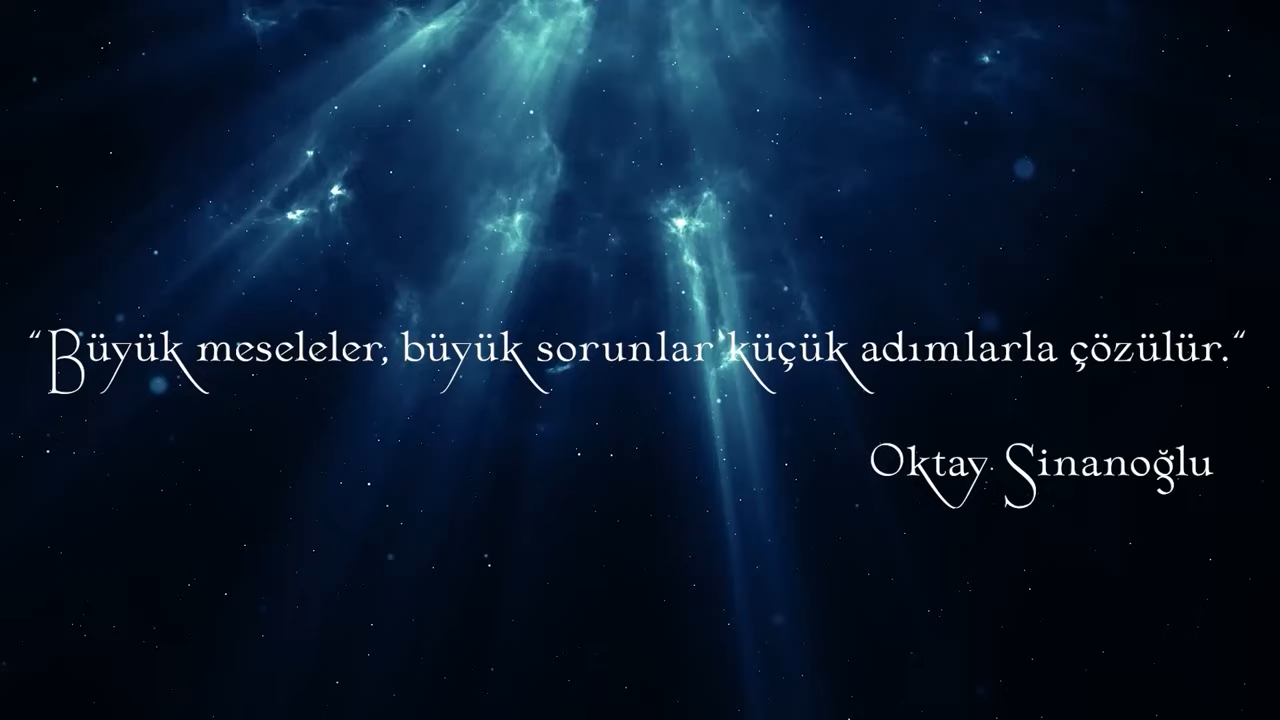 “Büyük meseleler, büyük sorunlar küçük adımlarla çözülür.“
Oktay Sinanoğlu